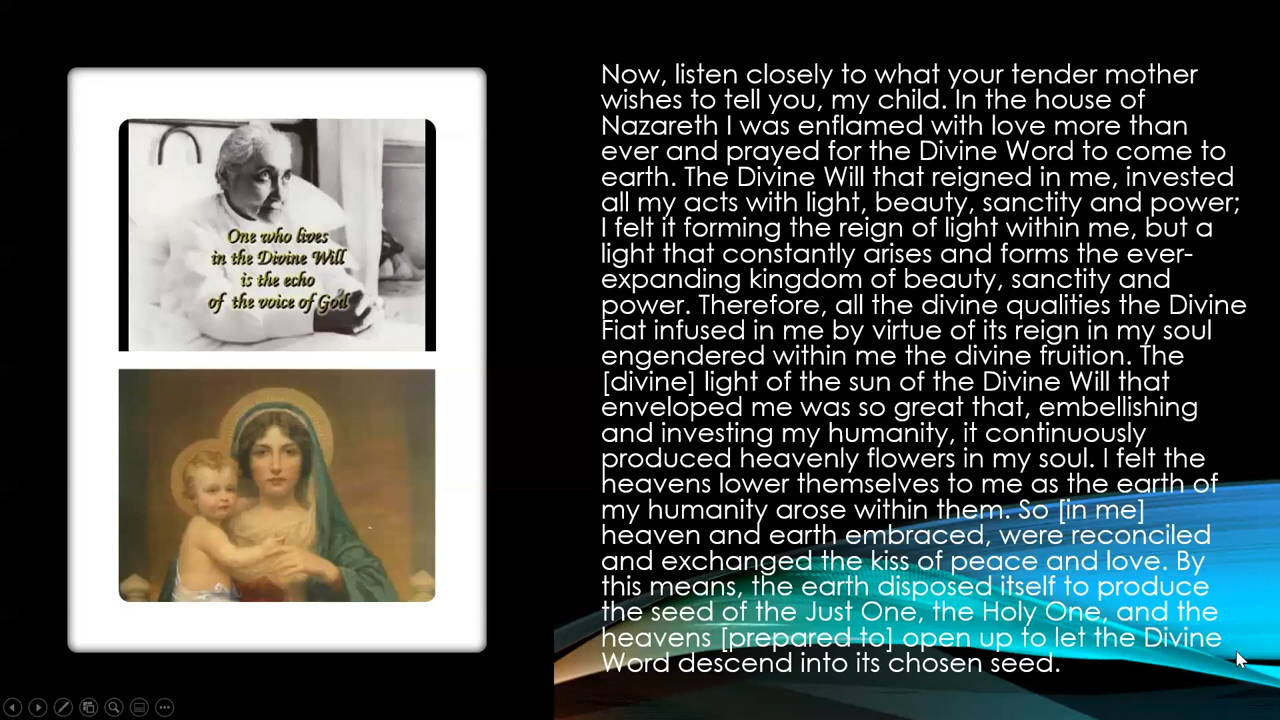 One who lives
in the Divine Will
is the echo
of the voice of God
Now, listen closely to what your tender mother
wishes to tell you, my child. In the house of
Nazareth I was enflamed with love more than
ever and prayed for the Divine Word to come to
earth. The Divine Will that reigned in me, invested
all my acts with light, beauty, sanctity and power;
I felt it forming the reign of light within me, but a
light that constantly arises and forms the ever-
expanding kingdom of beauty, sanctity and
power. Therefore, all the divine qualities the Divine
Fiat infused in me by virtue of its reign in my soul
engendered within me the divine fruition. The
[divine] light of the sun of the Divine Will that
enveloped me was so great that, embellishing
and investing my humanity, it continuously
produced heavenly flowers in my soul. I felt the
heavens lower themselves to me as the earth of
my humanity arose within them. So [in me]
heaven and earth embraced, were reconciled
and exchanged the kiss of peace and love. By
this means, the earth disposed itself to produce
the seed of the Just One, the Holy One, and the
heavens [prepared to] open up to let the Divine
Word descend into its chosen seed.